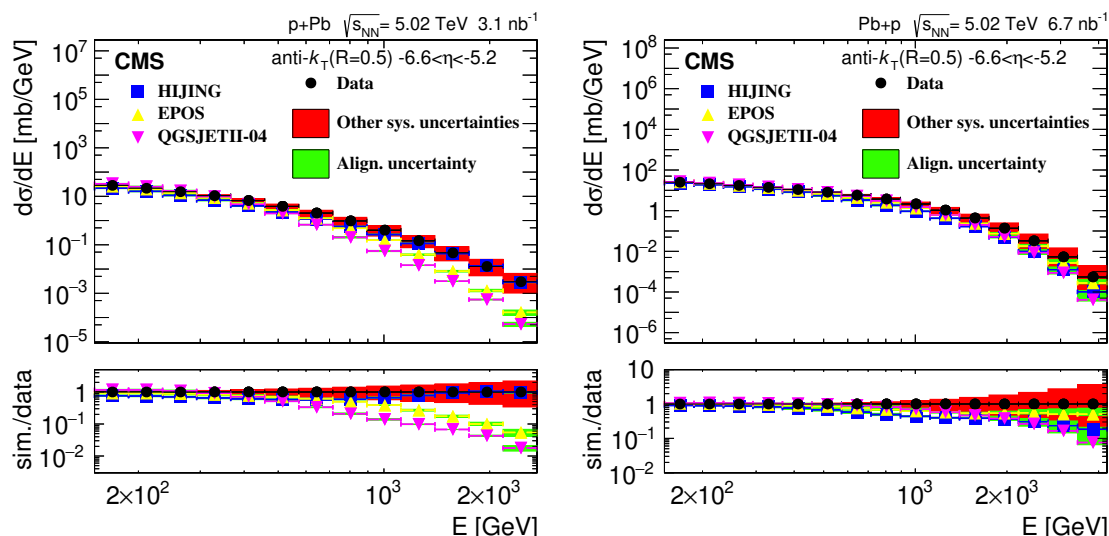 p+Pb √s_NN = 5.02 TeV 3.1 nb⁻¹
CMS
anti-k_T(R=0.5) -6.6<η<-5.2
HIJING
EPOS
QGSJETII-04
Data
Other sys. uncertainties
Align. uncertainty
dσ/dE [mb/GeV]
10⁷
10⁵
10³
10
10⁻¹
10⁻³
10⁻⁵
sim./data
1
10⁻¹
10⁻²
2×10²
10³
2×10³
E [GeV]
Pb+p √s_NN = 5.02 TeV 6.7 nb⁻¹
CMS
anti-k_T(R=0.5) -6.6<η<-5.2
HIJING
EPOS
QGSJETII-04
Data
Other sys. uncertainties
Align. uncertainty
dσ/dE [mb/GeV]
10⁸
10⁶
10⁴
10²
1
10⁻²
10⁻⁴
10⁻⁶
sim./data
10
1
10⁻¹
10⁻²
2×10²
10³
2×10³
E [GeV]